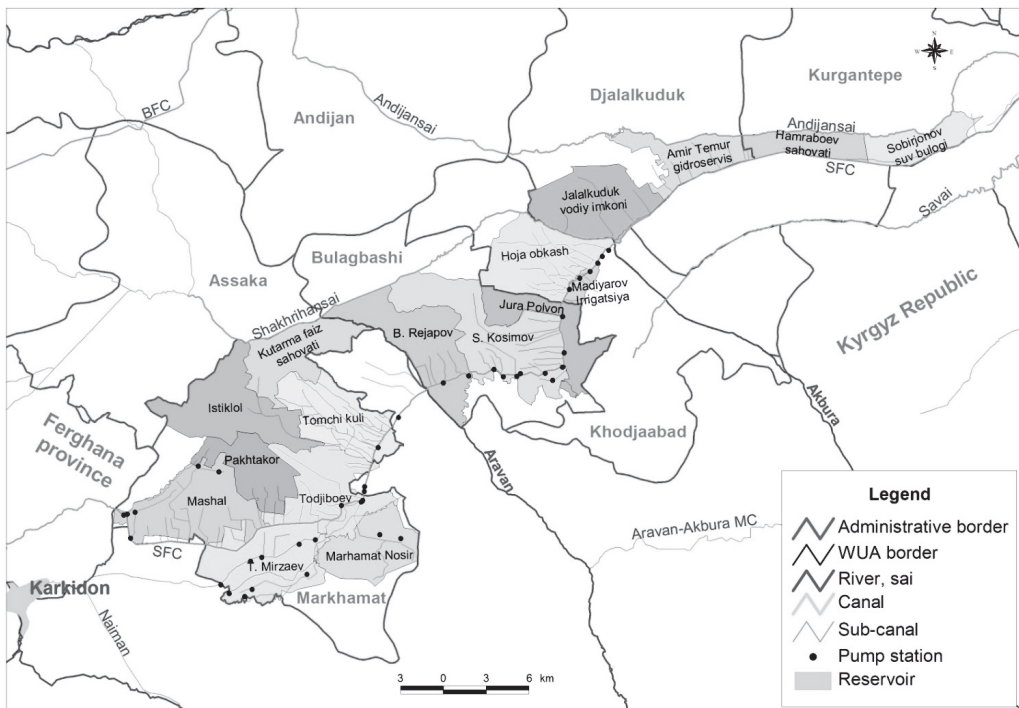 N
W E
S
Kurgantepe
Djalalkuduk
BFC
Andijan
Andijansai
Andijansai
Hamraboev
sahovati
Sobirjonov
suv bulogi
Amir Temur
gidroservis
SFC
Savai
Jalalkuduk
vodiy imkoni
Hoja obkash
Bulagbashi
Assaka
Madiyarov
Irrigatsiya
Jura Polvon
Kyrgyz Republic
Shakhrihansai
Kutarma faiz
sahovati
B. Rejapov
S. Kosimov
Istiklol
Tomchi kuli
Akbura
Khodjaabad
Ferghana
province
Pakhtakor
Aravan
Mashal
Todjiboev
SFC
Aravan-Akbura MC
Marhamat Nosir
T. Mirzaev
Karkidon
Markhamat
Naiman
3 0 3 6 km
Legend
Administrative border
WUA border
River, sai
Canal
Sub-canal
Pump station
Reservoir